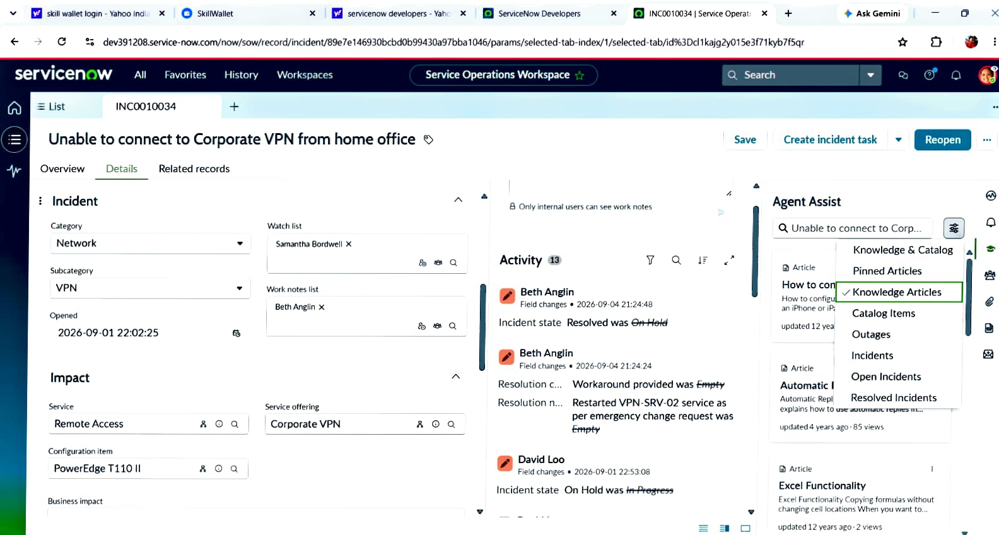 skill wallet login - Yahoo India
SkillWallet
servicenow developers - Yaho
ServiceNow Developers
INC0010034 | Service Operati
Ask Gemini
dev391208.service-now.com/now/sow/record/incident/89e7e146930bcbd0b99430a97bba1046/params/selected-tab-index/1/selected-tab/id%3Dcl1kajg2y015e3f71kyb7f5qr
servicenow
All
Favorites
History
Workspaces
Service Operations Workspace
Search
List
INC0010034
Unable to connect to Corporate VPN from home office
Save
Create incident task
Reopen
Overview
Details
Related records
Incident
Category
Network
Subcategory
VPN
Opened
2026-09-01 22:02:25
Watch list
Samantha Bordwell
Work notes list
Beth Anglin
Impact
Service
Remote Access
Service offering
Corporate VPN
Configuration item
PowerEdge T110 II
Business impact
Only internal users can see work notes
Activity 13
Beth Anglin
Field changes • 2026-09-04 21:24:48
Incident state Resolved was On Hold
Beth Anglin
Field changes • 2026-09-04 21:24:24
Resolution c... Workaround provided was Empty
Resolution n... Restarted VPN-SRV-02 service as
per emergency change request was
Empty
David Loo
Field changes • 2026-09-01 22:53:08
Incident state On Hold was In Progress
Agent Assist
Unable to connect to Corp...
Knowledge & Catalog
Pinned Articles
Knowledge Articles
Catalog Items
Outages
Incidents
Open Incidents
Resolved Incidents
Article
How to con
How to configu
an iPhone or iPa
updated 12 yea
Article
Automatic
Automatic Repl
explains how to use automatic replies in...
updated 4 years ago · 85 views
Article
Excel Functionality
Excel Functionality Copying formulas without
changing cell locations When you want to...
updated 12 years ago · 2 views